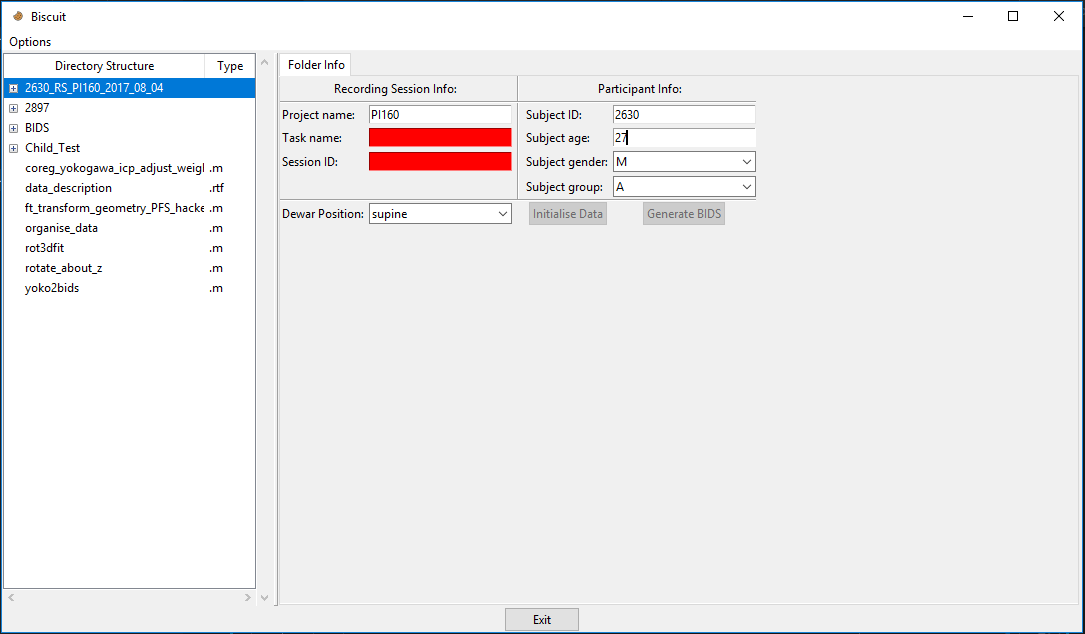 Biscuit
Options
Directory Structure Type
2630_RS_PI160_2017_08_04
2897
BIDS
Child_Test
coreg_yokogawa_icp_adjust_weigl .m
data_description .rtf
ft_transform_geometry_PFS_hacke .m
organise_data .m
rot3dfit .m
rotate_about_z .m
yoko2bids .m
Folder Info
Recording Session Info: Participant Info:
Project name: PI160 Subject ID: 2630
Task name: Subject age: 27
Session ID: Subject gender: M
Subject group: A
Dewar Position: supine Initialise Data Generate BIDS
Exit